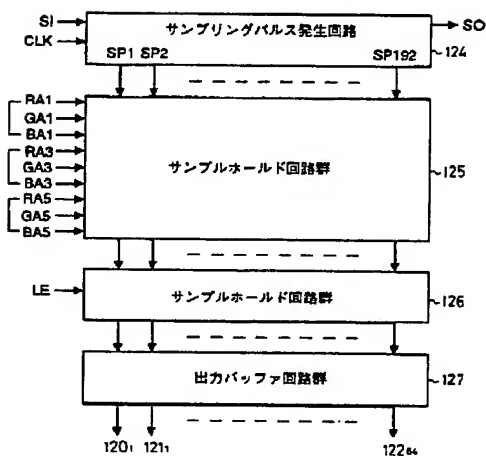 SI
サンプリングパルス発生回路
SO
CLK
SP1 SP2 SP192
124
RA1
GA1
BA1
RA3
GA3
BA3
RA5
GA5
BA5
サンプルホールド回路群
125
LE
サンプルホールド回路群
126
出力バッファ回路群
127
120₁ 121₁ 122₆₄